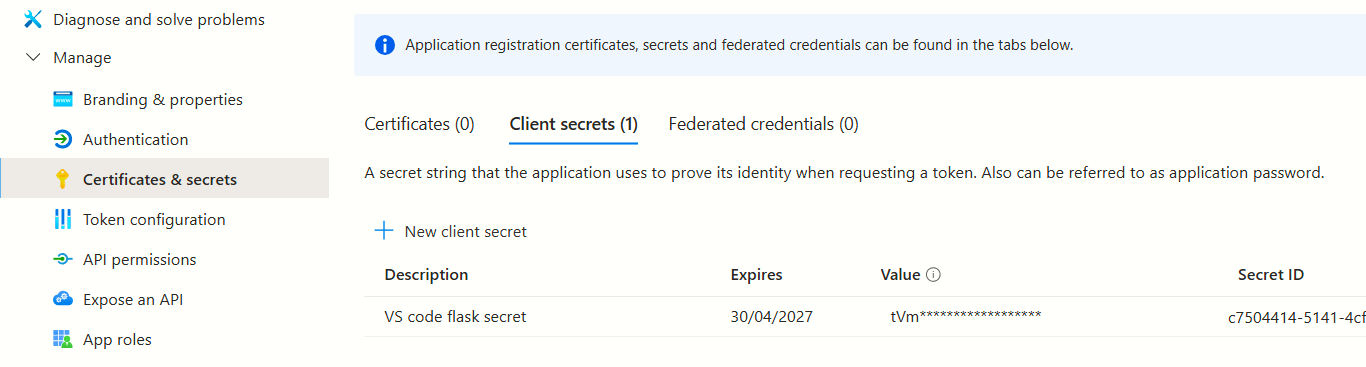 Diagnose and solve problems
Manage
Branding & properties
Authentication
Certificates & secrets
Token configuration
API permissions
Expose an API
App roles
Application registration certificates, secrets and federated credentials can be found in the tabs below.
Certificates (0) Client secrets (1) Federated credentials (0)
A secret string that the application uses to prove its identity when requesting a token. Also can be referred to as application password.
New client secret
Description Expires Value Secret ID
VS code flask secret 30/04/2027 tVm****************** c7504414-5141-4cf